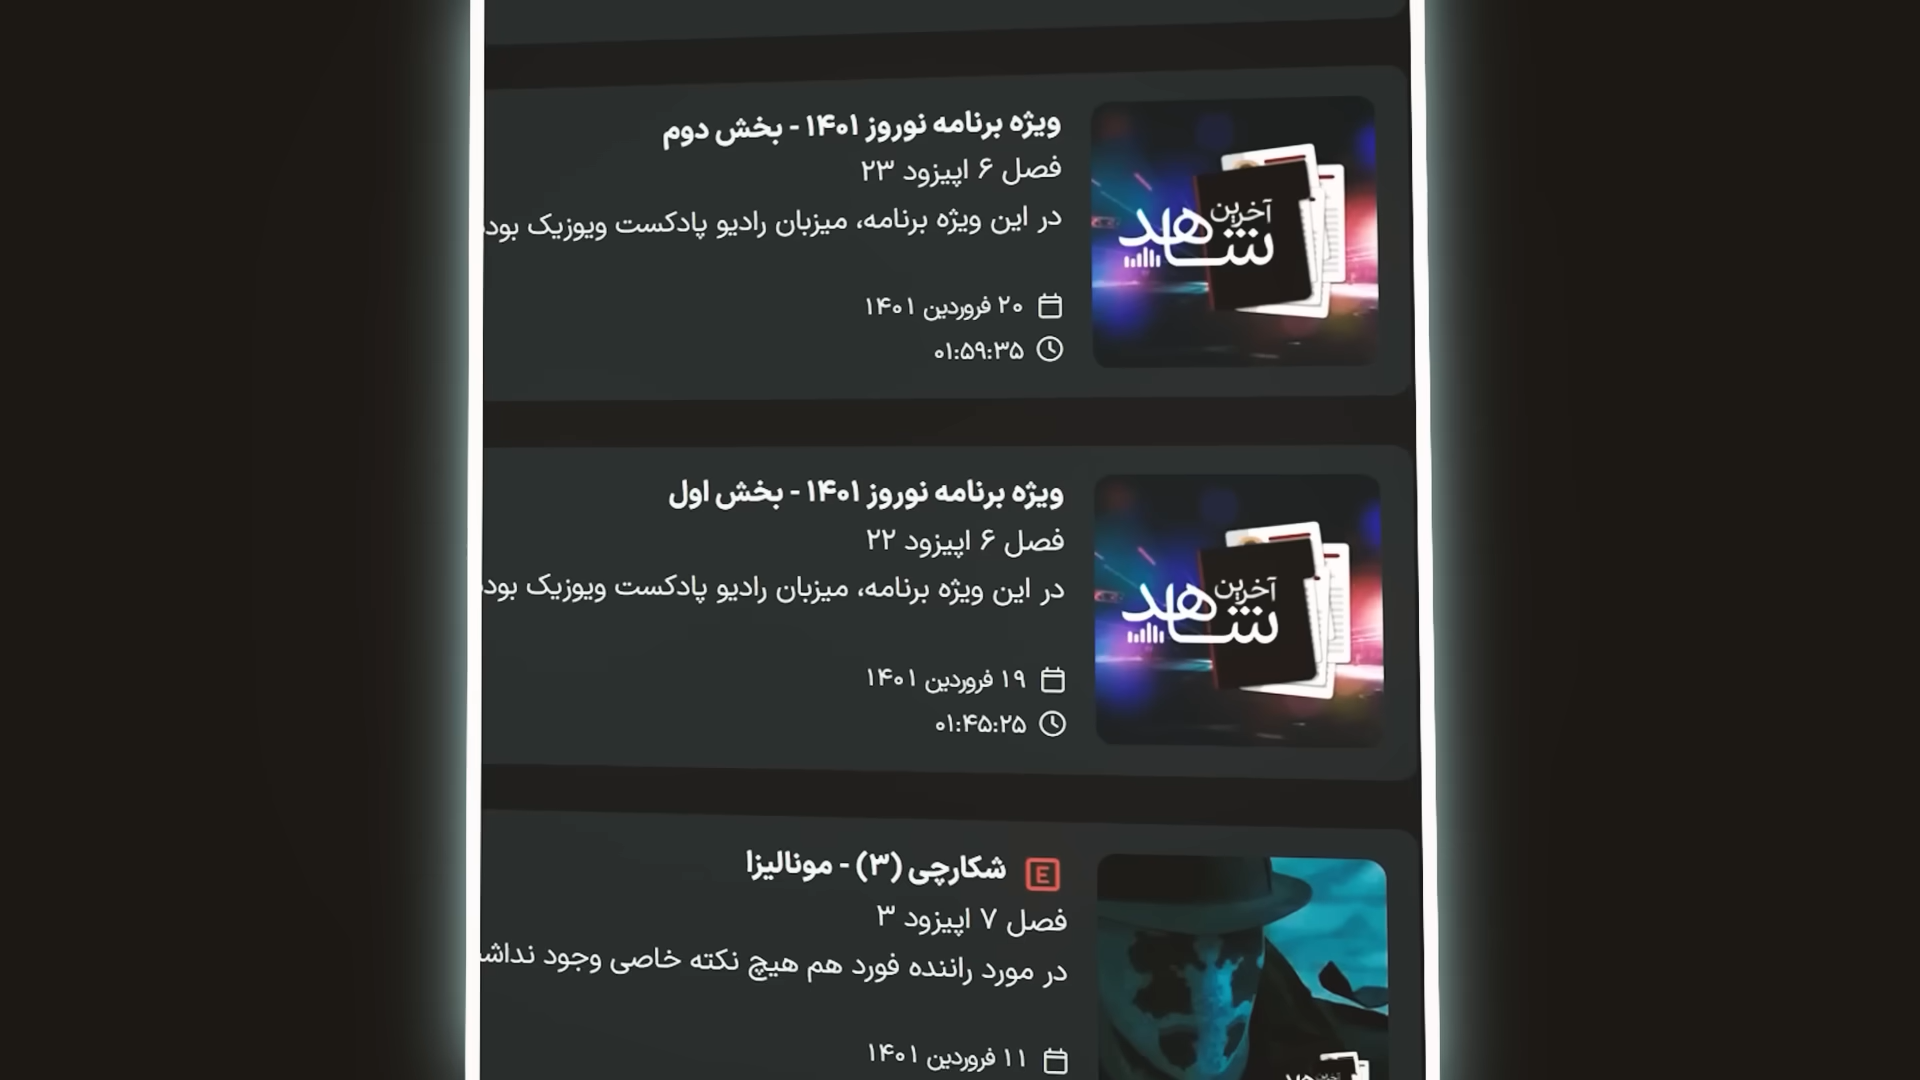 ویژه برنامه نوروز ۱۴۰۱ - بخش دوم
فصل ۶ اپیزود ۲۳
در این ویژه برنامه، میزبان رادیو پادکست ویوزیک بود
۲۰ فروردین ۱۴۰۱
۰۱:۵۹:۳۵
آخرین
شاهد
ویژه برنامه نوروز ۱۴۰۱ - بخش اول
فصل ۶ اپیزود ۲۲
در این ویژه برنامه، میزبان رادیو پادکست ویوزیک بود
۱۹ فروردین ۱۴۰۱
۰۱:۴۵:۲۵
آخرین
شاهد
E شکارچی (۳) - مونالیزا
فصل ۷ اپیزود ۳
در مورد راننده فورد هم هیچ نکته خاصی وجود نداش
۱۱ فروردین ۱۴۰۱